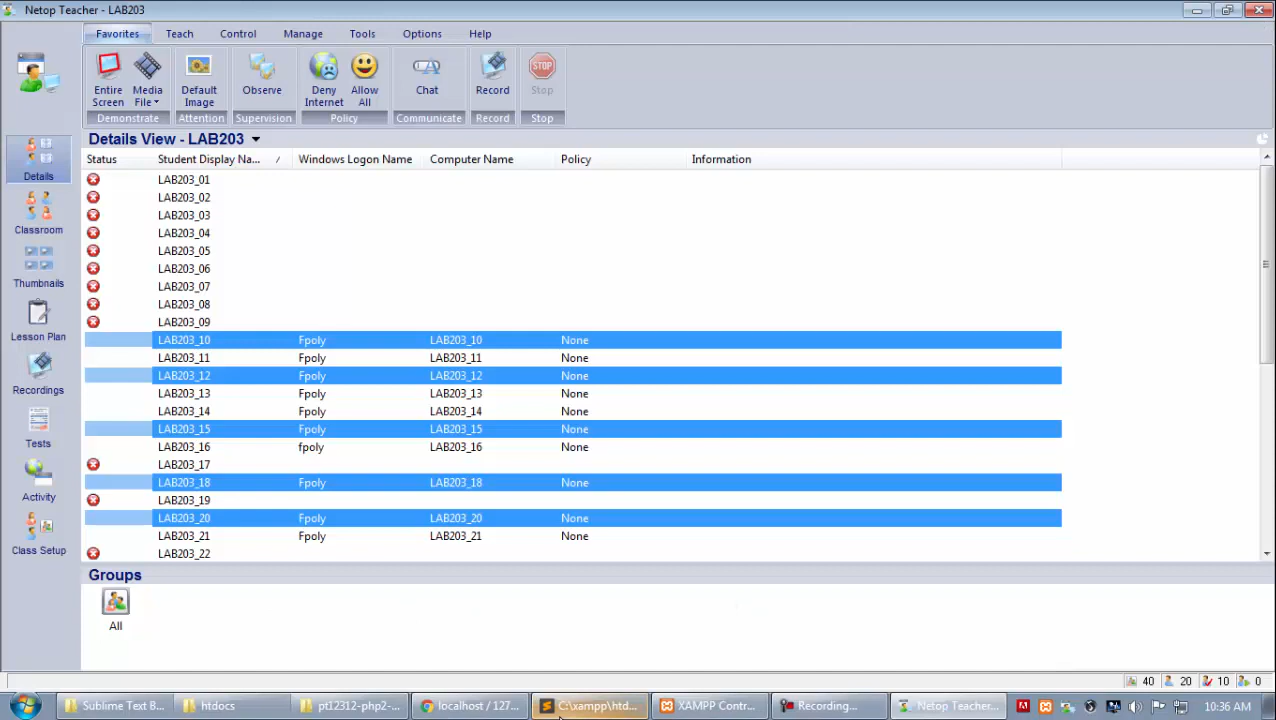 Netop Teacher - LAB203
Favorites Teach Control Manage Tools Options Help
Entire Screen Media File Default Image Observe Deny Internet Allow All Chat Record Stop
STOP
Demonstrate Attention Supervision Policy Communicate Record Stop
Details View - LAB203
Status Student Display Na... Windows Logon Name Computer Name Policy Information
LAB203_01
LAB203_02
LAB203_03
LAB203_04
LAB203_05
LAB203_06
LAB203_07
LAB203_08
LAB203_09
LAB203_10 Fpoly LAB203_10 None
LAB203_11 Fpoly LAB203_11 None
LAB203_12 Fpoly LAB203_12 None
LAB203_13 Fpoly LAB203_13 None
LAB203_14 Fpoly LAB203_14 None
LAB203_15 Fpoly LAB203_15 None
LAB203_16 fpoly LAB203_16 None
LAB203_17
LAB203_18 Fpoly LAB203_18 None
LAB203_19
LAB203_20 Fpoly LAB203_20 None
LAB203_21 Fpoly LAB203_21 None
LAB203_22
Details
Classroom
Thumbnails
Lesson Plan
Recordings
Tests
Activity
Class Setup
Groups
All
40 20 10 0
Sublime Text B... htdocs pt12312-php2-... localhost / 127... C:\xampp\htd... XAMPP Contr... Recording... Netop Teacher... 10:36 AM